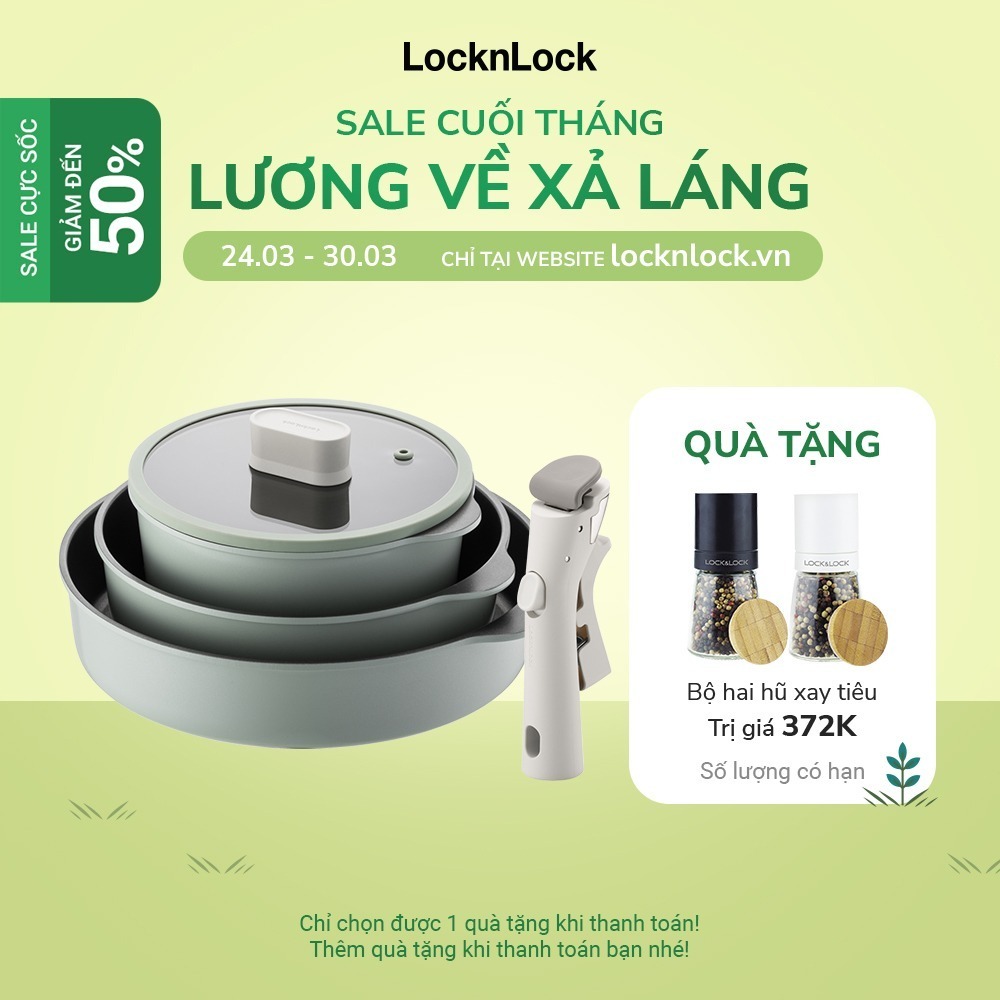 LocknLock
SALE CUỐI THÁNG
LƯƠNG VỀ XẢ LÁNG
24.03 - 30.03 CHỈ TẠI WEBSITE locknlock.vn
SALE CỰC SỐC
GIẢM ĐẾN
50%
QUÀ TẶNG
LOCK&LOCK LOCK&LOCK
Bộ hai hũ xay tiêu
Trị giá 372K
Số lượng có hạn
Chỉ chọn được 1 quà tặng khi thanh toán!
Thêm quà tặng khi thanh toán bạn nhé!